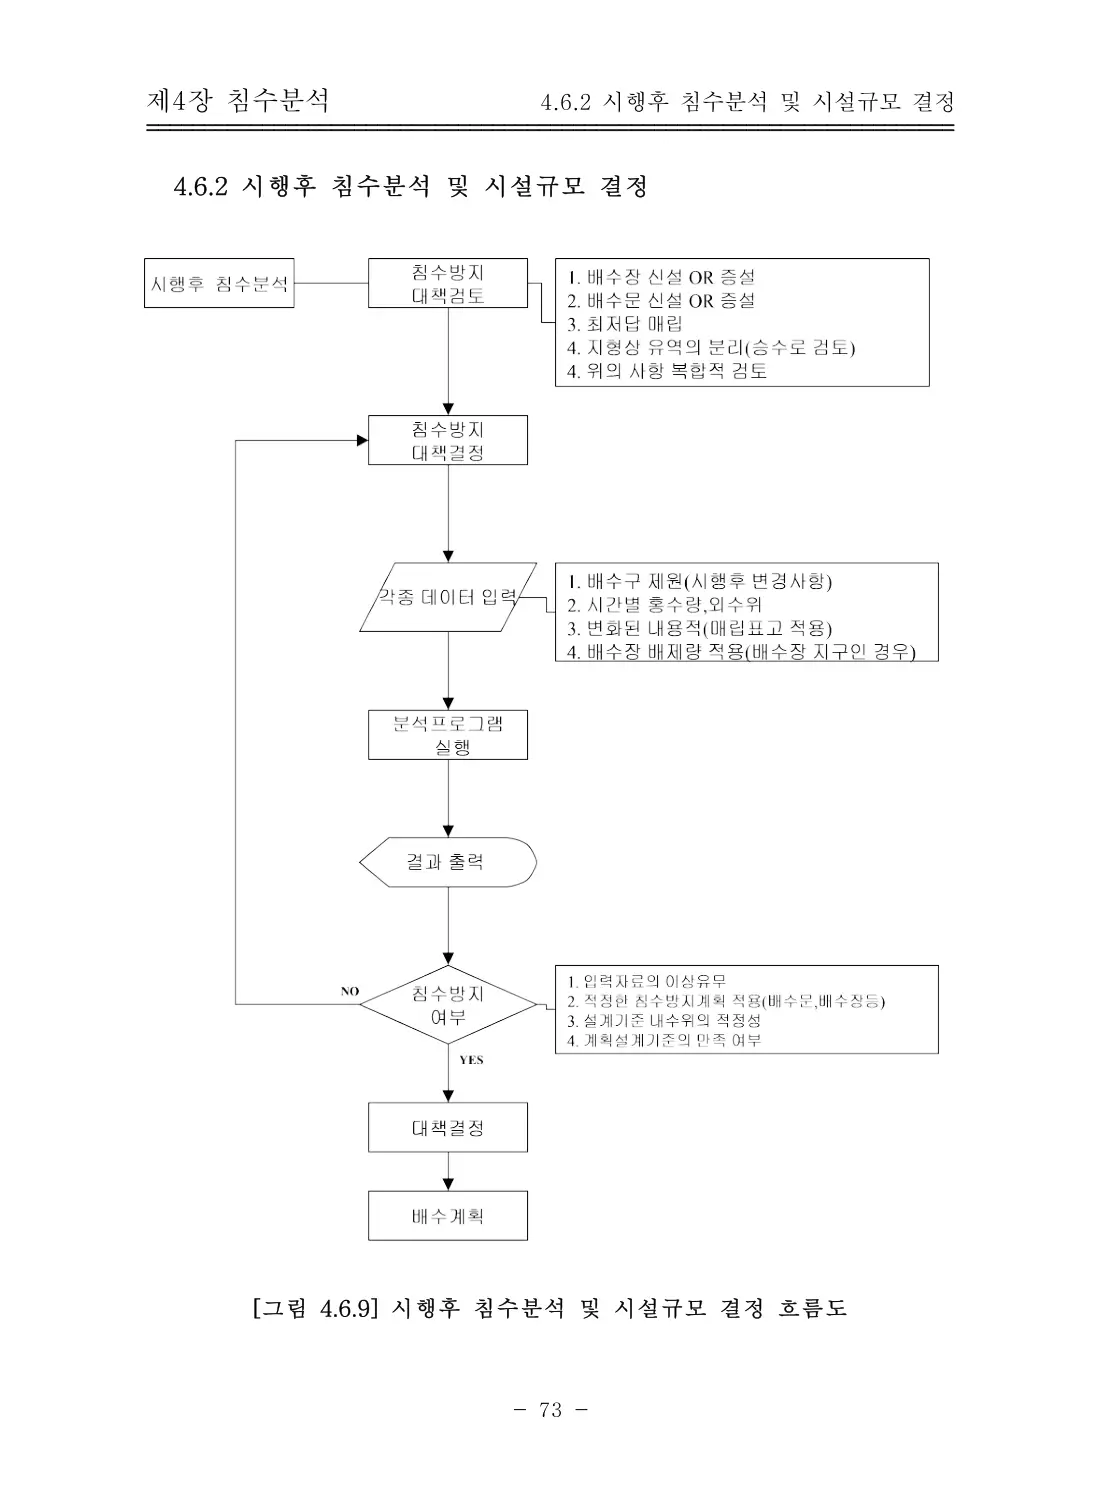 제4장 침수분석
4.6.2 시행후 침수분석 및 시설규모 결정
4.6.2 시행후 침수분석 및 시설규모 결정
시행후 침수분석
침수방지
대책검토
1. 배수장 신설 OR 증설
2. 배수문 신설 OR 증설
3. 최저답 매립
4. 지형상 유역의 분리(승수로 검토)
4. 위의 사항 복합적 검토
침수방지
대책결정
각종 데이터 입력
1. 배수구 제원(시행후 변경사항)
2. 시간별 홍수량,외수위
3. 변화된 내용적(매립표고 적용)
4. 배수장 배제량 적용(배수장 지구인 경우)
분석프로그램
실행
결과 출력
침수방지
여부
NO
YES
1. 입력자료의 이상유무
2. 적정한 침수방지계획 적용(배수문,배수장등)
3. 설계기준 내수위의 적정성
4. 계획설계기준의 만족 여부
대책결정
배수계획
[그림 4.6.9] 시행후 침수분석 및 시설규모 결정 흐름도
- 73 -